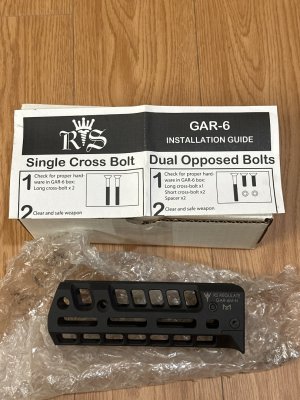 RS
GAR-6
INSTALLATION GUIDE
Single Cross Bolt
1 Check for proper hard-
ware in GAR-6 box:
Long cross-bolt x 2
2 Clear and safe weapon
Dual Opposed Bolts
1 Check for proper hard-
ware in GAR-6 box:
Long cross-bolt x1
Short cross-bolt x2
Spacer x2
2 Clear and safe weapon
RS REGULATE